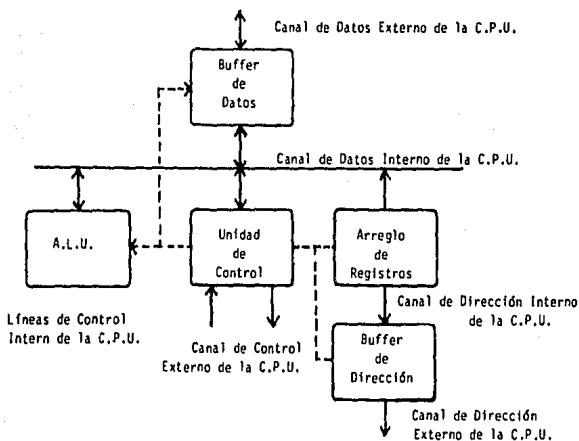 Canal de Datos Externo de la C.P.U.
Buffer
de
Datos
Canal de Datos Interno de la C.P.U.
A.L.U.
Unidad
de
Control
Arreglo
de
Registros
Líneas de Control
Intern de la C.P.U.
Canal de Control
Externo de la C.P.U.
Canal de Dirección Interno
de la C.P.U.
Buffer
de
Dirección
Canal de Dirección
Externo de la C.P.U.